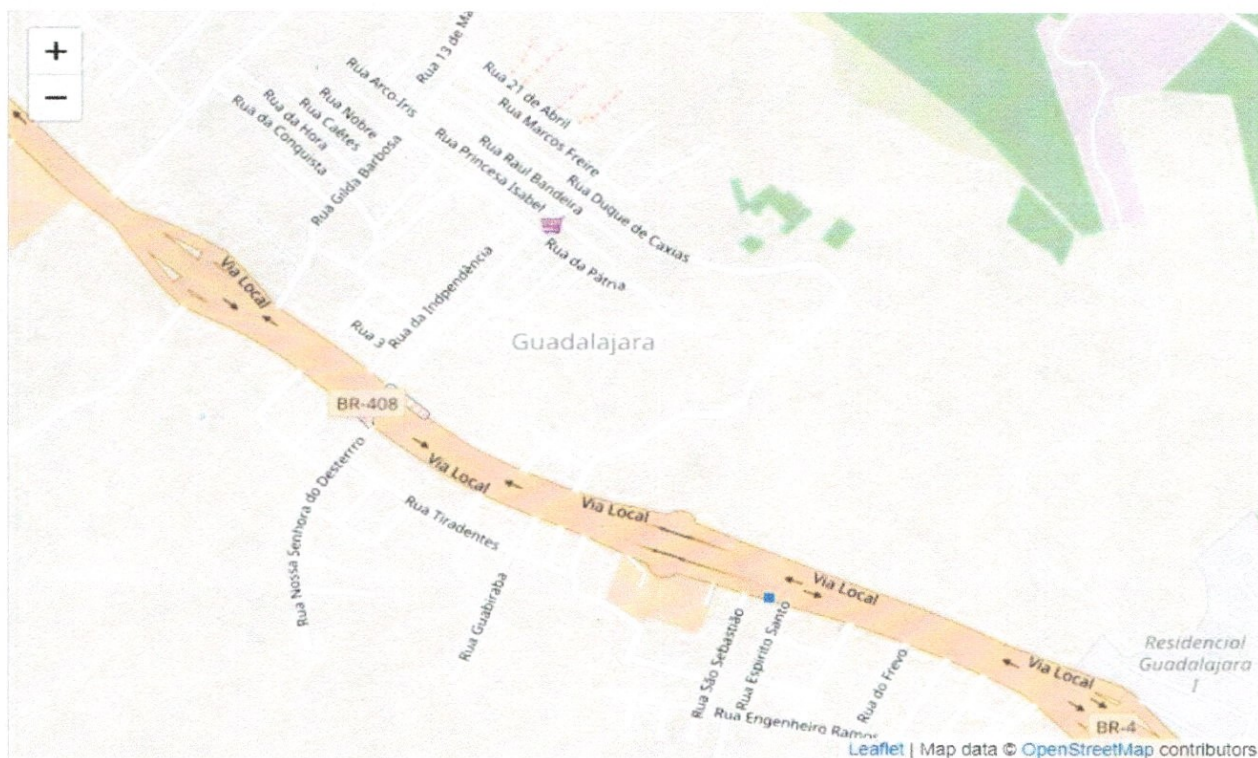 +
−
Rua 13 de Ma
Rua Arco-Iris
Rua 21 de Abril
Rua Nobre
Rua Caêtes
Rua da Hora
Rua da Conquista
Rua Marcos Freire
Rua Gilda Barbosa
Rua Princesa Isabel
Rua Raul Bandeira
Rua Duque de Caxias
Rua da Pátria
Via Local
Rua 3
Rua da Indpendência
Guadalajara
BR-408
Via Local
Rua Nossa Senhora do Desterrro
Rua Tiradentes
Via Local
Rua Guabiraba
Via Local
Rua São Sebastião
Rua Espirito Santo
Rua do Frevo
Residencial
Guadalajara
I
Via Local
Rua Engenheiro Ramos
BR-4
Leaflet | Map data © OpenStreetMap contributors